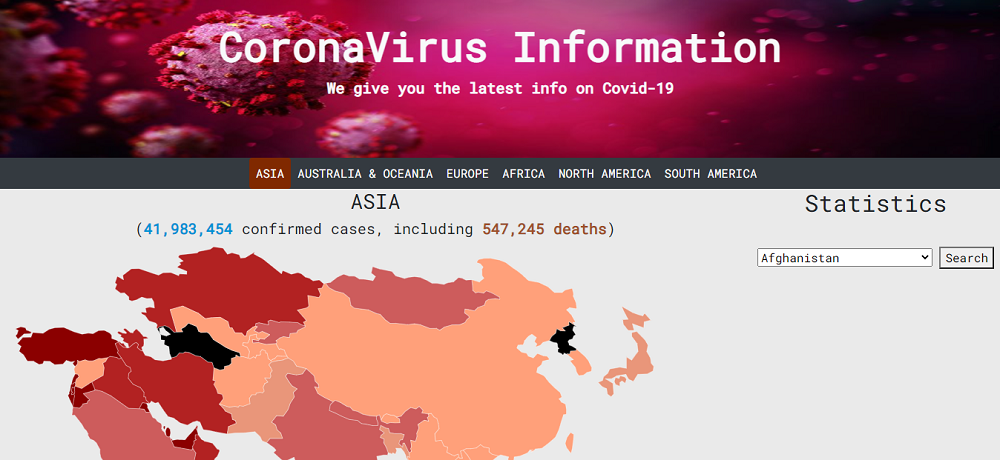 CoronaVirus Information
We give you the latest info on Covid-19
ASIA AUSTRALIA & OCEANIA EUROPE AFRICA NORTH AMERICA SOUTH AMERICA
ASIA
(41,983,454 confirmed cases, including 547,245 deaths)
Statistics
Afghanistan Search